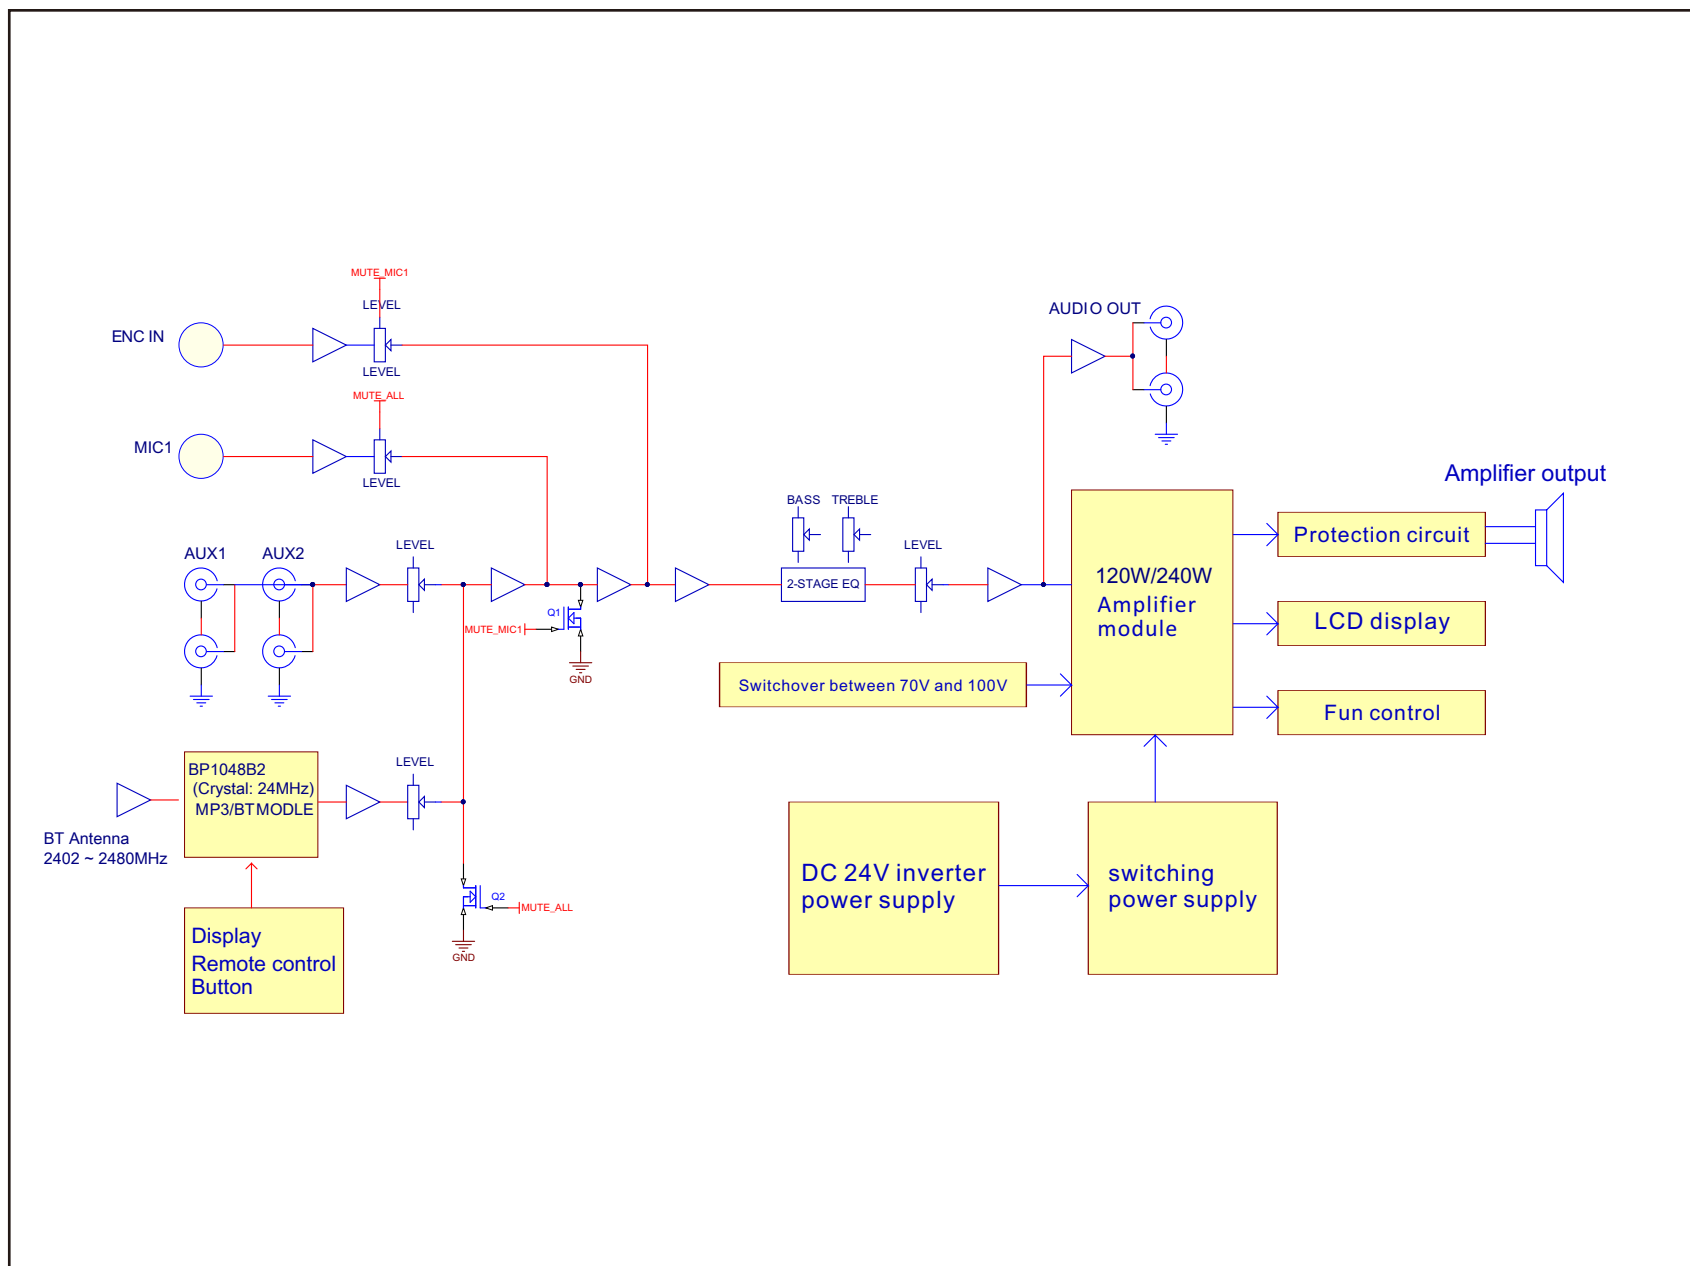 MUTE_MIC1
LEVEL
ENC IN
LEVEL
MUTE_ALL
MIC1
LEVEL
AUX1
AUX2
LEVEL
Q1
MUTE_MIC1
GND
BP1048B2
(Crystal: 24MHz)
MP3/BTMODLE
LEVEL
BT Antenna
2402 ~ 2480MHz
Display
Remote control
Button
Q2
MUTE_ALL
GND
BASS
TREBLE
2-STAGE EQ
LEVEL
AUDIO OUT
120W/240W
Amplifier
module
Switchover between 70V and 100V
Amplifier output
Protection circuit
LCD display
Fun control
DC 24V inverter
power supply
switching
power supply